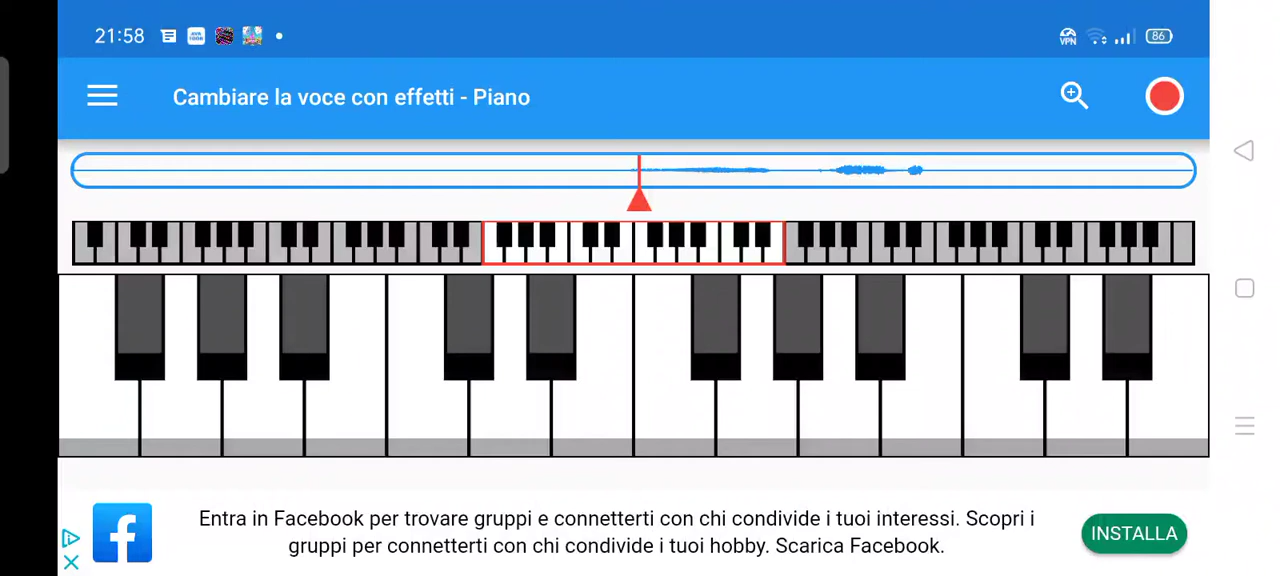 21:58
VPN
86
Cambiare la voce con effetti - Piano
Entra in Facebook per trovare gruppi e connetterti con chi condivide i tuoi interessi. Scopri i
gruppi per connetterti con chi condivide i tuoi hobby. Scarica Facebook.
INSTALLA